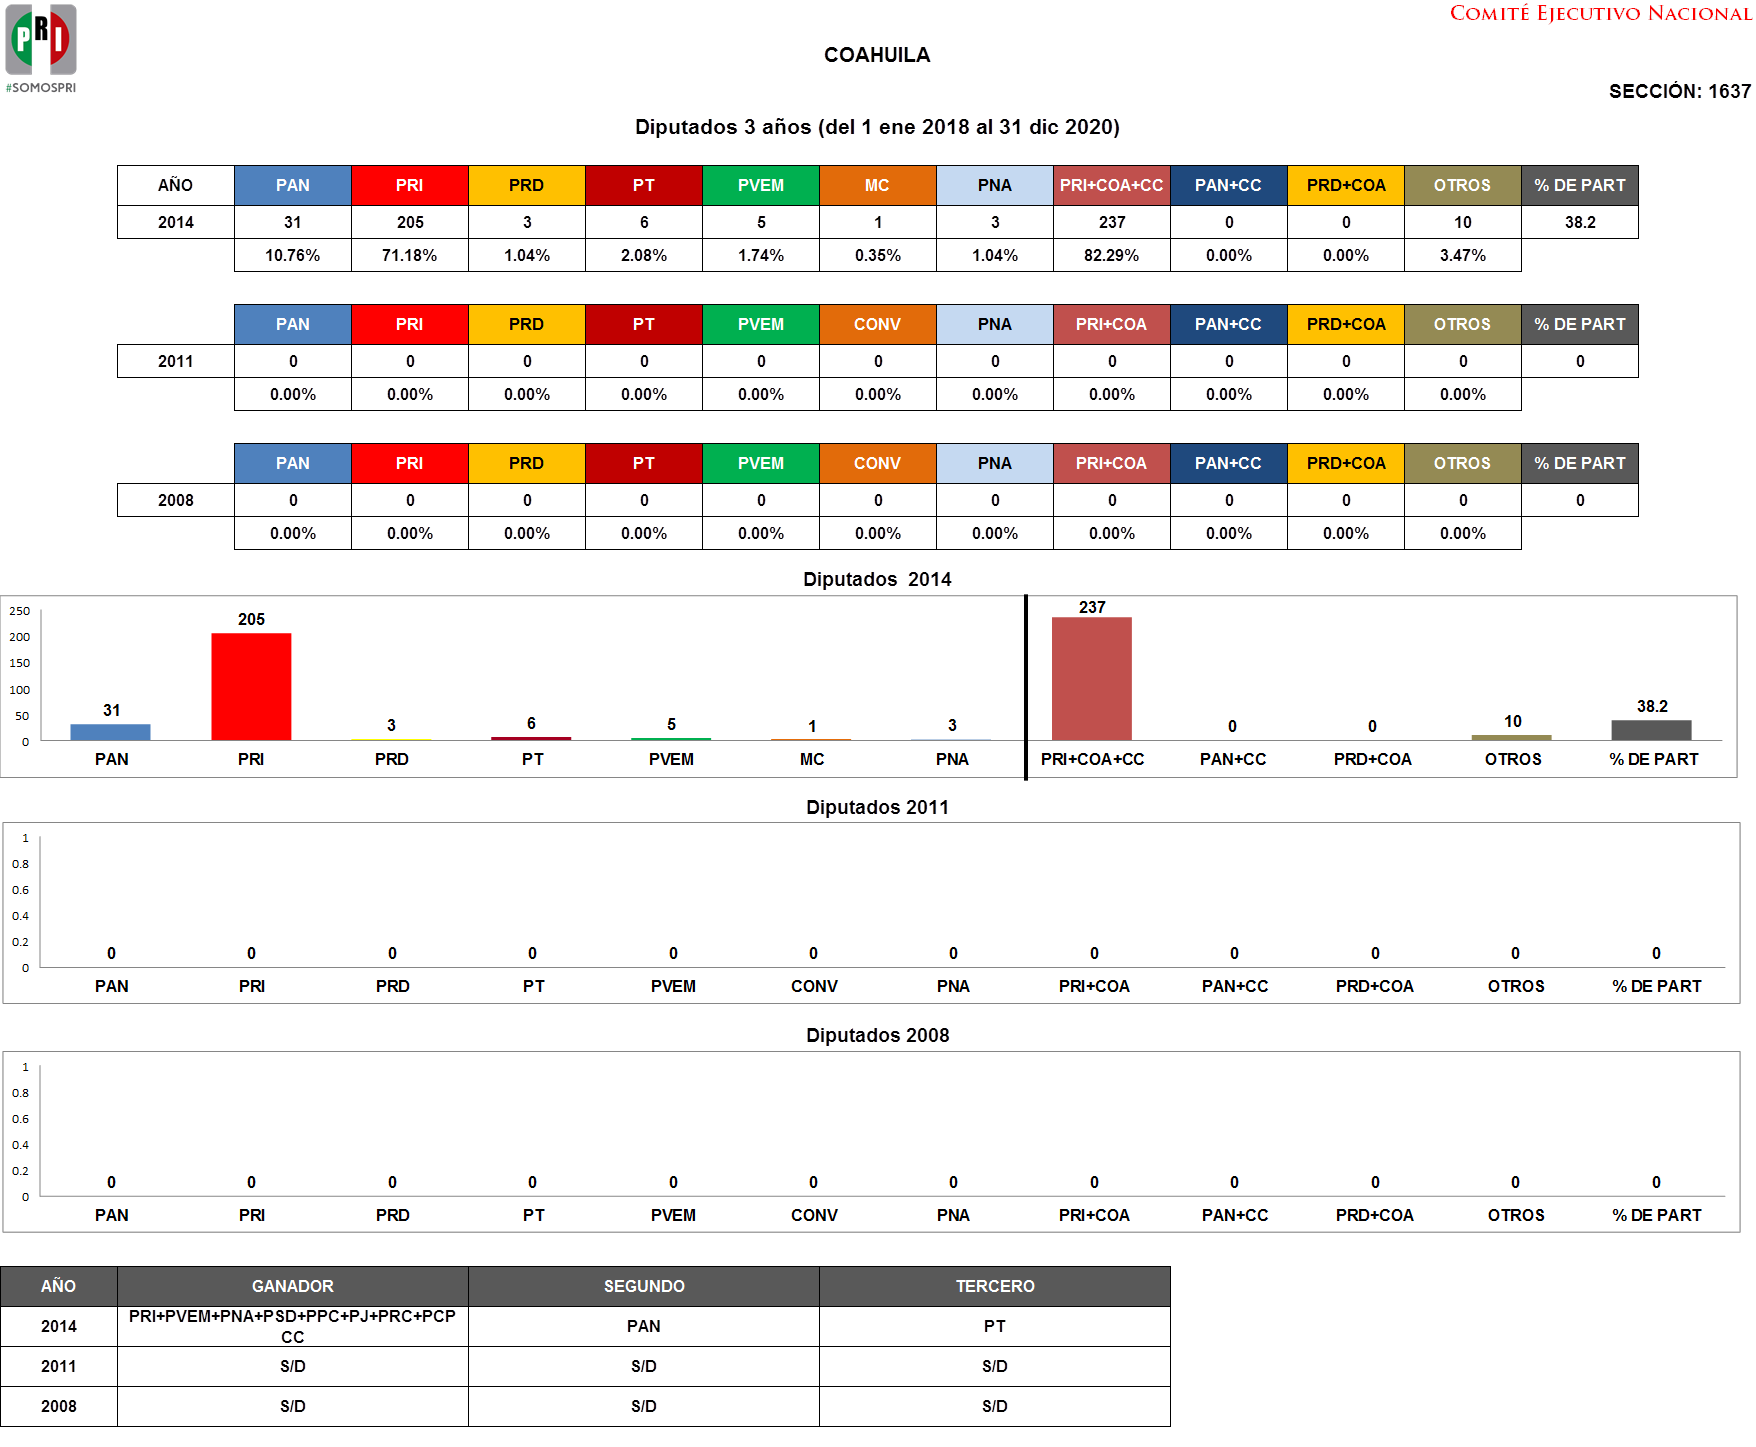 PRI
#SOMOSPRI
COMITÉ EJECUTIVO NACIONAL
COAHUILA
SECCIÓN: 1637
Diputados 3 años (del 1 ene 2018 al 31 dic 2020)
AÑO PAN PRI PRD PT PVEM MC PNA PRI+COA+CC PAN+CC PRD+COA OTROS % DE PART
2014 31 205 3 6 5 1 3 237 0 0 10 38.2
10.76% 71.18% 1.04% 2.08% 1.74% 0.35% 1.04% 82.29% 0.00% 0.00% 3.47%
PAN PRI PRD PT PVEM CONV PNA PRI+COA PAN+CC PRD+COA OTROS % DE PART
2011 0 0 0 0 0 0 0 0 0 0 0 0
0.00% 0.00% 0.00% 0.00% 0.00% 0.00% 0.00% 0.00% 0.00% 0.00% 0.00%
PAN PRI PRD PT PVEM CONV PNA PRI+COA PAN+CC PRD+COA OTROS % DE PART
2008 0 0 0 0 0 0 0 0 0 0 0 0
0.00% 0.00% 0.00% 0.00% 0.00% 0.00% 0.00% 0.00% 0.00% 0.00% 0.00%
Diputados 2014
250
200
150
100
50
0
31 205 3 6 5 1 3 237 0 0 10 38.2
PAN PRI PRD PT PVEM MC PNA PRI+COA+CC PAN+CC PRD+COA OTROS % DE PART
Diputados 2011
1
0.8
0.6
0.4
0.2
0
0 0 0 0 0 0 0 0 0 0 0 0
PAN PRI PRD PT PVEM CONV PNA PRI+COA PAN+CC PRD+COA OTROS % DE PART
Diputados 2008
1
0.8
0.6
0.4
0.2
0
0 0 0 0 0 0 0 0 0 0 0 0
PAN PRI PRD PT PVEM CONV PNA PRI+COA PAN+CC PRD+COA OTROS % DE PART
AÑO GANADOR SEGUNDO TERCERO
2014 PRI+PVEM+PNA+PSD+PPC+PJ+PRC+PCP
CC PAN PT
2011 S/D S/D S/D
2008 S/D S/D S/D